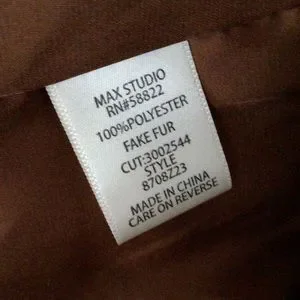 MAX STUDIO
RN#58822
100%POLYESTER
FAKE FUR
CUT:3002544
STYLE
8708Z23
MADE IN CHINA
CARE ON REVERSE